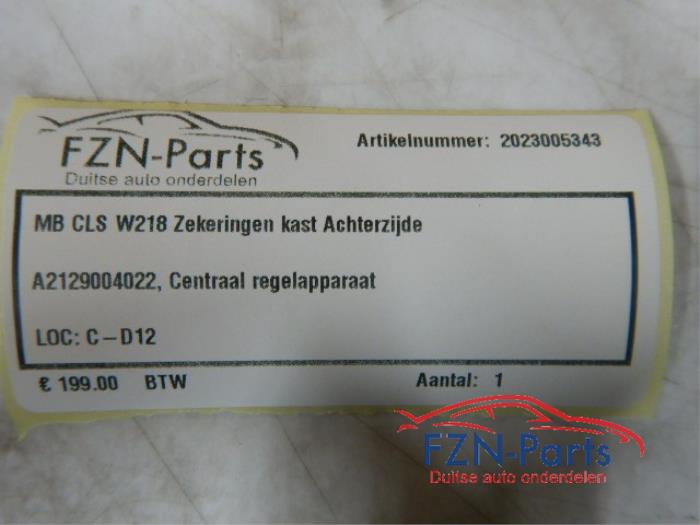 FZN-Parts
Duitse auto onderdelen
Artikelnummer: 2023005343
MB CLS W218 Zekeringen kast Achterzijde
A2129004022, Centraal regelapparaat
LOC: C-D12
€ 199.00 BTW Aantal: 1
FZN-Parts
Duitse auto onderdelen